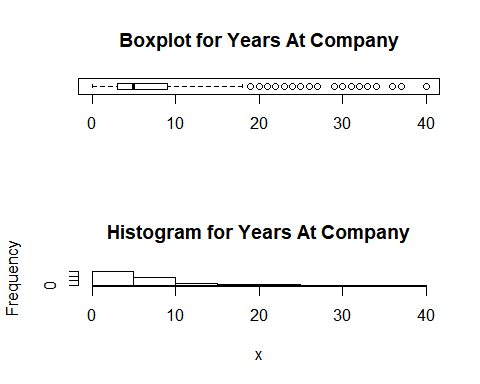 Boxplot for Years At Company
0 10 20 30 40
Histogram for Years At Company
Frequency
0
0 10 20 30 40
x